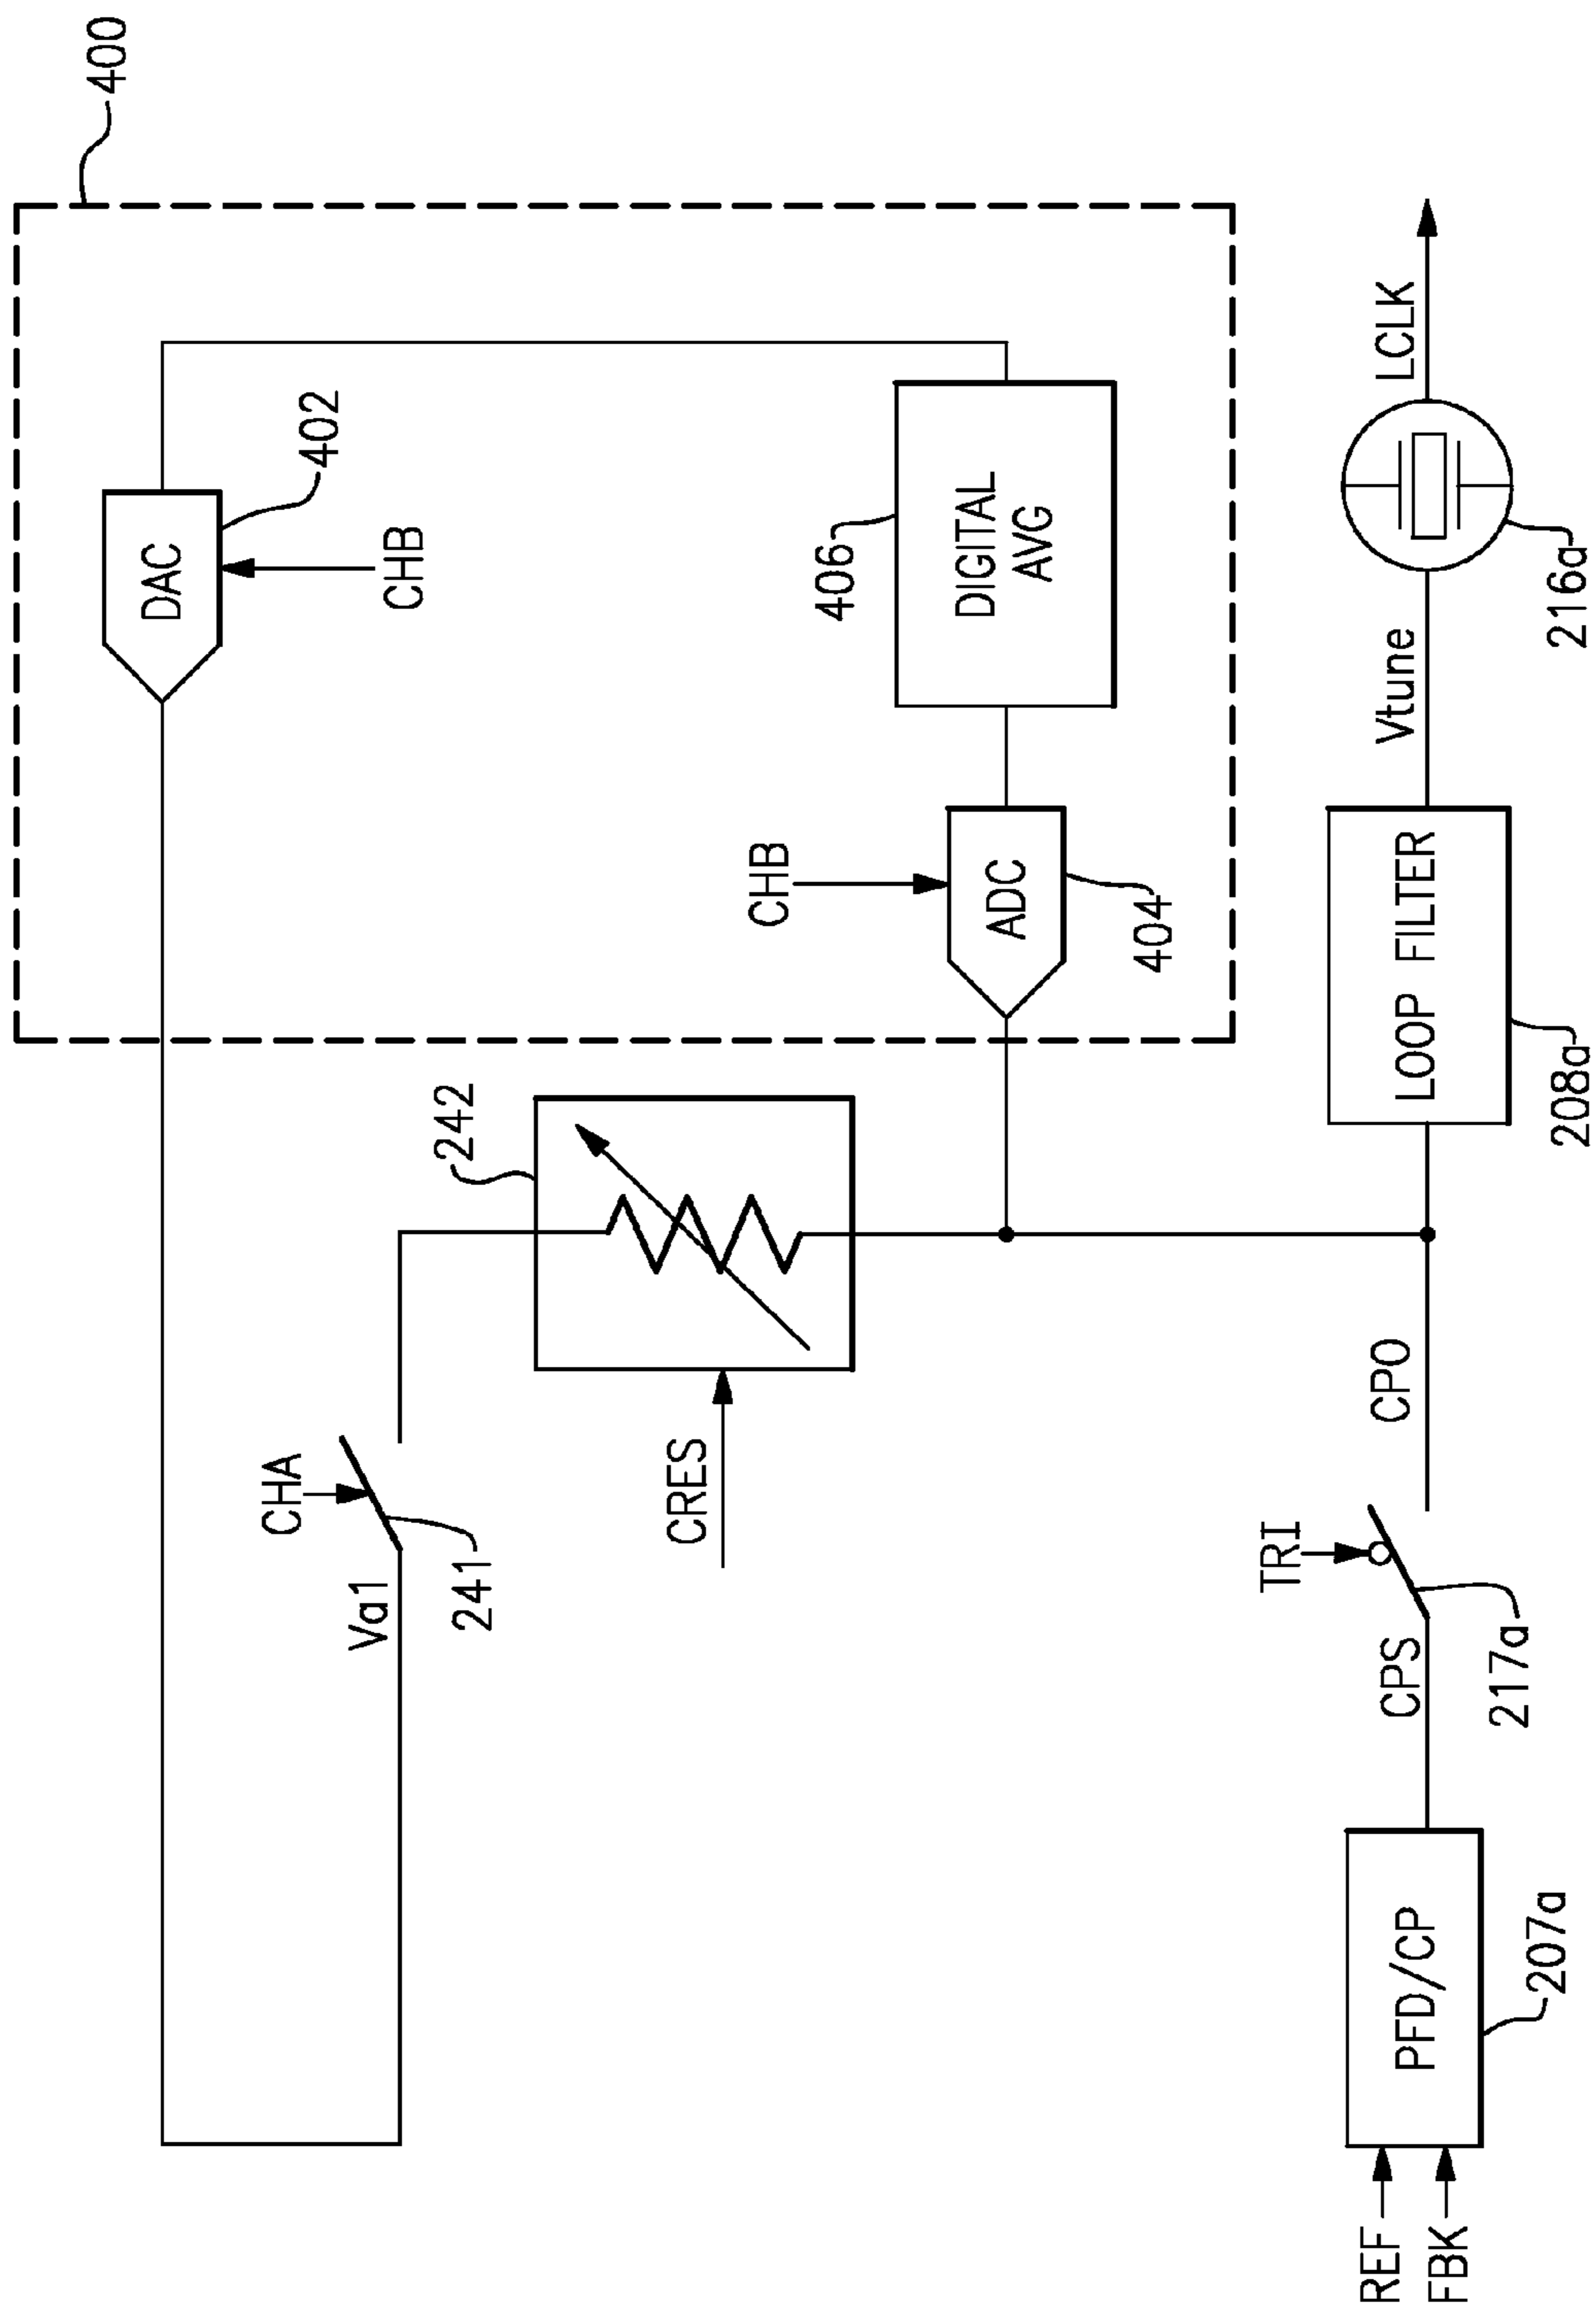 400
DAC
402
CHB
406
DIGITAL
AVG
CHB
ADC
404
CHA
Va1
241
242
CRES
REF
FBK
PFD/CP
207a
CPS
TRI
217a
CPO
LOOP FILTER
208a
Vtune
216a
LCLK